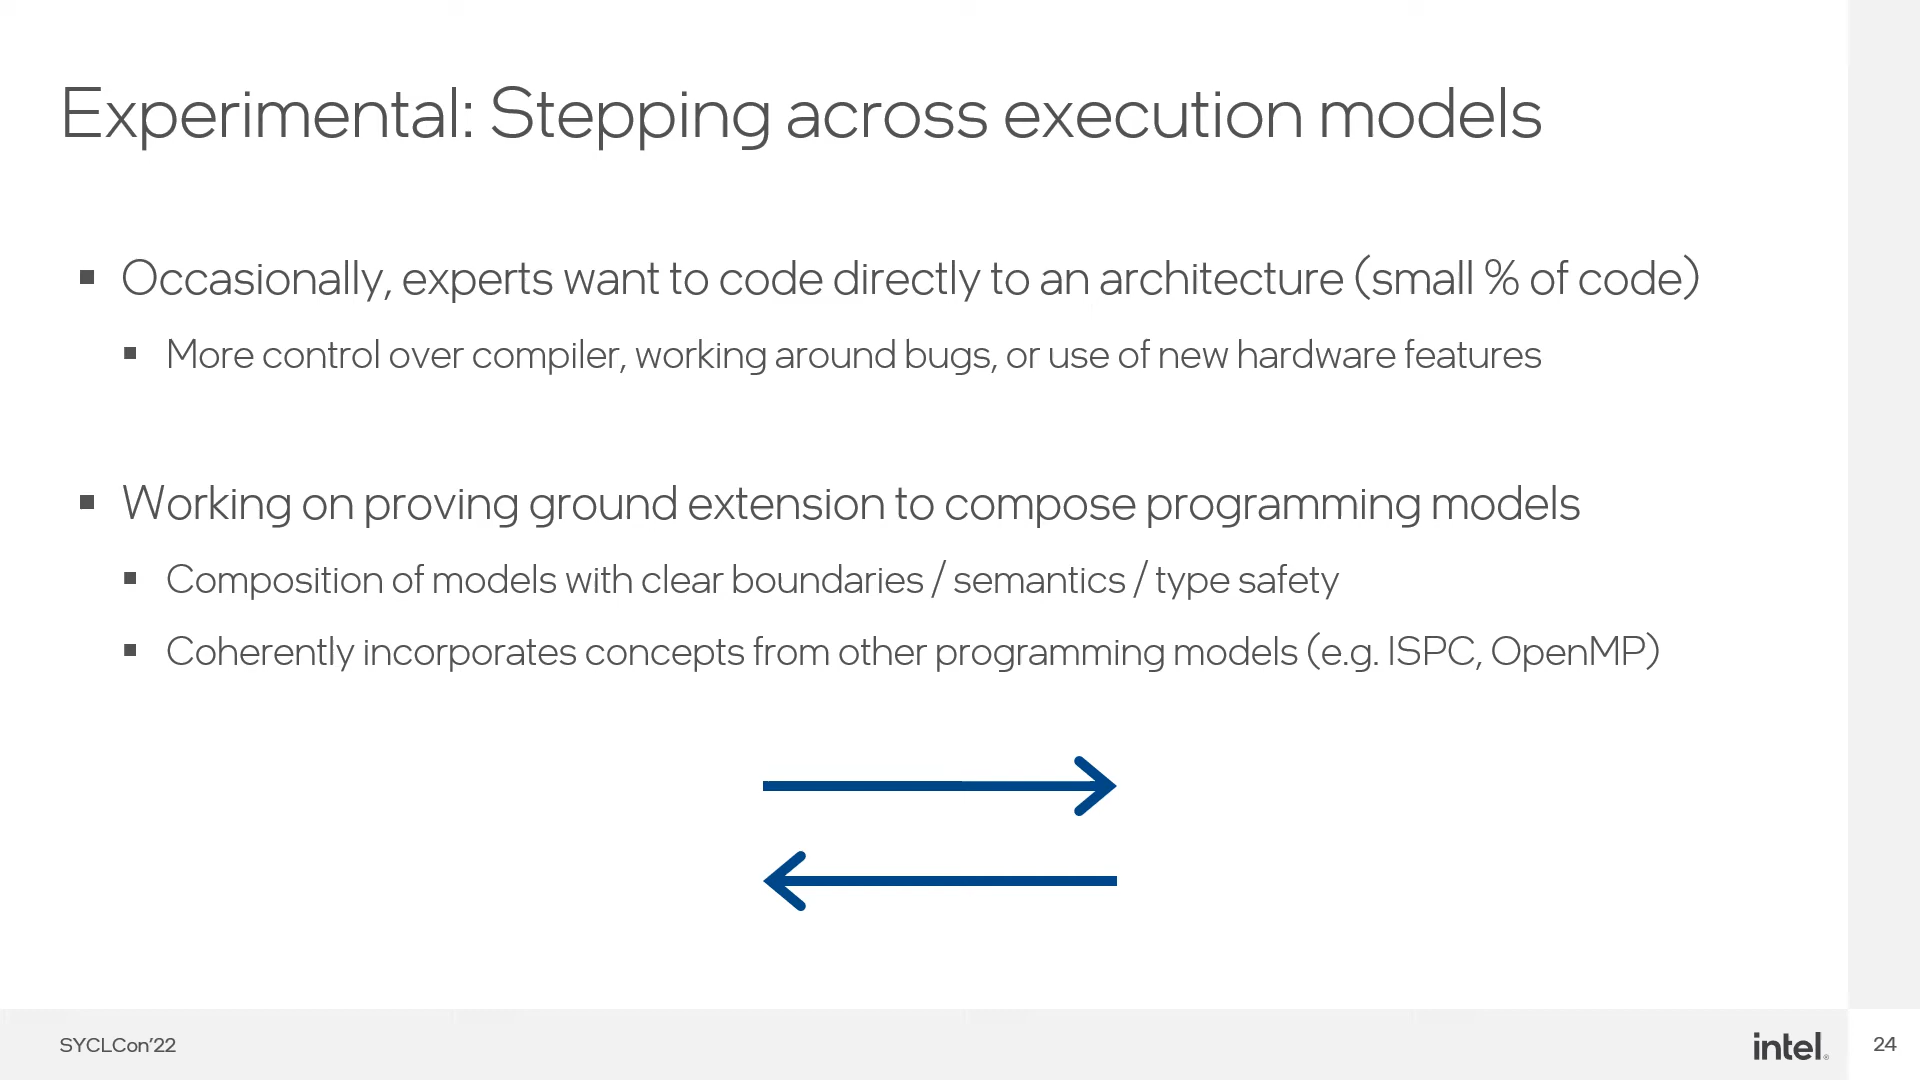 Experimental: Stepping across execution models
▪ Occasionally, experts want to code directly to an architecture (small % of code)
▪ More control over compiler, working around bugs, or use of new hardware features
▪ Working on proving ground extension to compose programming models
▪ Composition of models with clear boundaries / semantics / type safety
▪ Coherently incorporates concepts from other programming models (e.g. ISPC, OpenMP)
SYCLCon’22
intel®
24